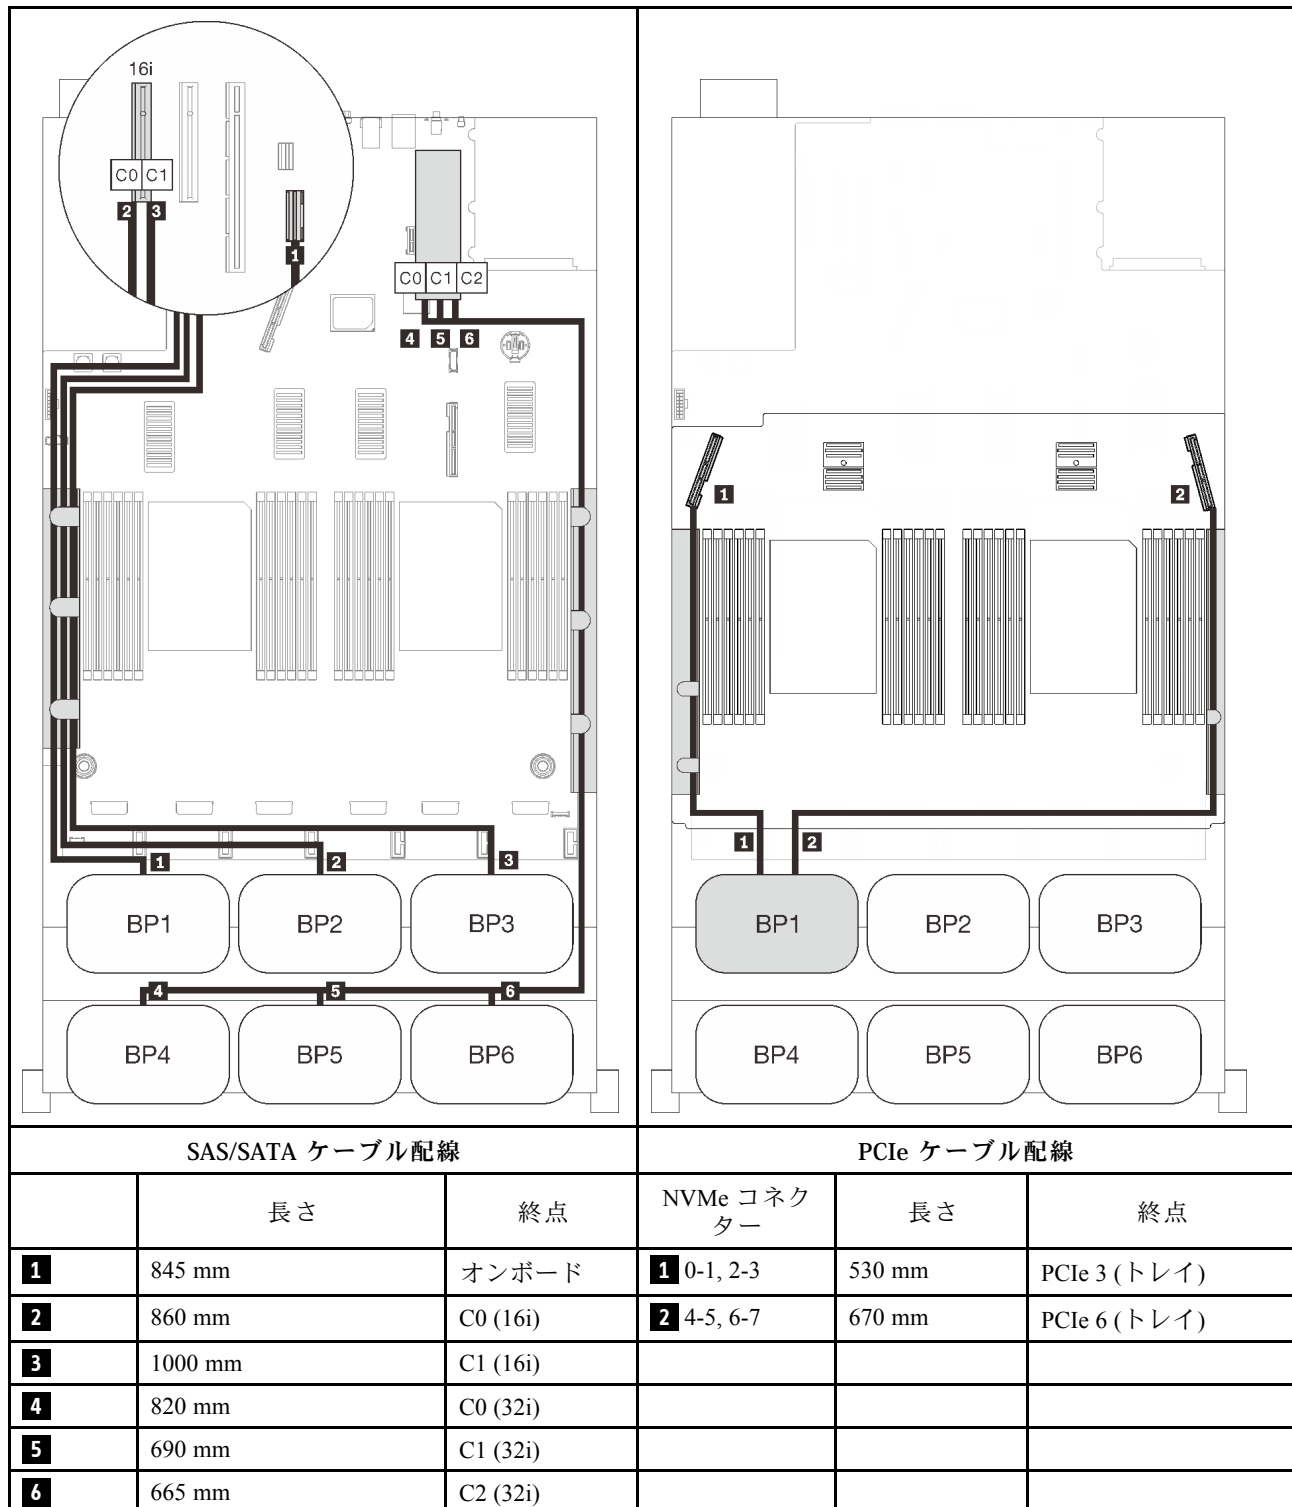 16i
C0 C1
2 3
1
C0 C1 C2
4 5 6
1 2 3
BP1 BP2 BP3
4 5 6
BP4 BP5 BP6
1 2
1 2
BP1 BP2 BP3
BP4 BP5 BP6
SAS/SATA ケーブル配線 PCIe ケーブル配線
長さ 終点 NVMe コネク
ター 長さ 終点
1 845 mm オンボード 1 0-1, 2-3 530 mm PCIe 3 (トレイ)
2 860 mm C0 (16i) 2 4-5, 6-7 670 mm PCIe 6 (トレイ)
3 1000 mm C1 (16i)
4 820 mm C0 (32i)
5 690 mm C1 (32i)
6 665 mm C2 (32i)